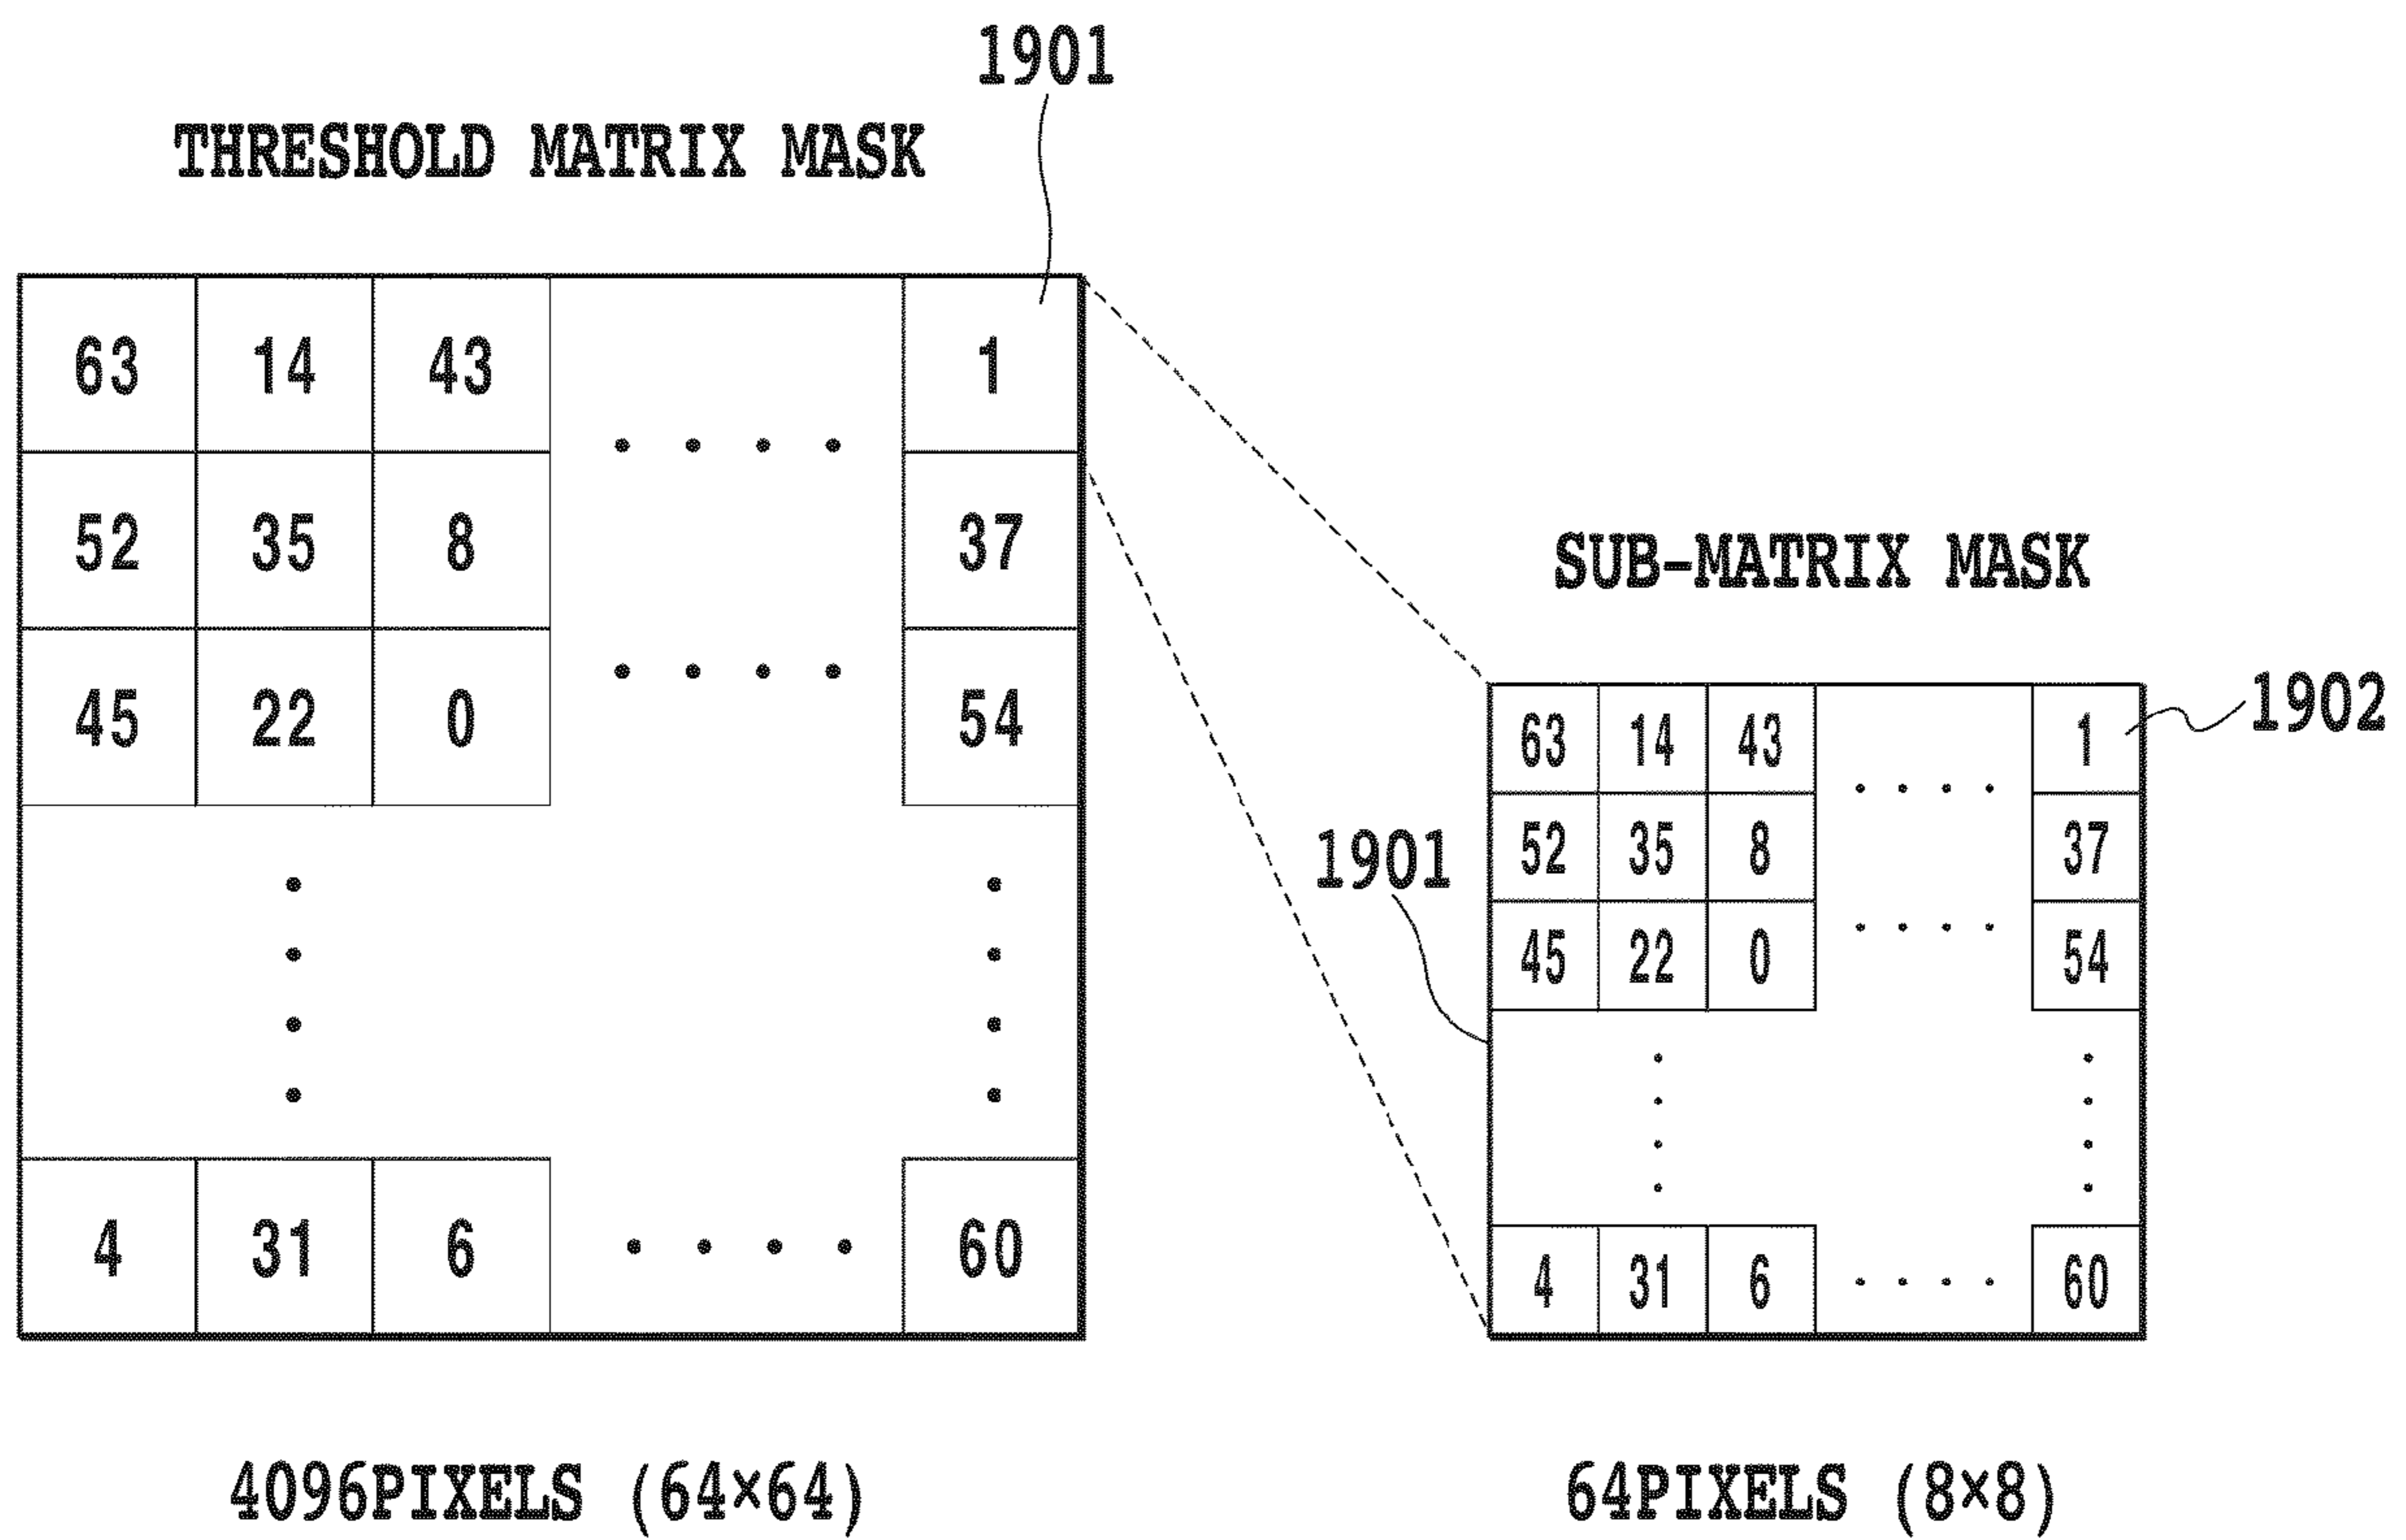 1901
THRESHOLD MATRIX MASK
63 14 43 1
52 35 8 37
45 22 0 54
4 31 6 60
4096PIXELS (64×64)
SUB-MATRIX MASK
1902
1901
63 14 43 1
52 35 8 37
45 22 0 54
4 31 6 60
64PIXELS (8×8)